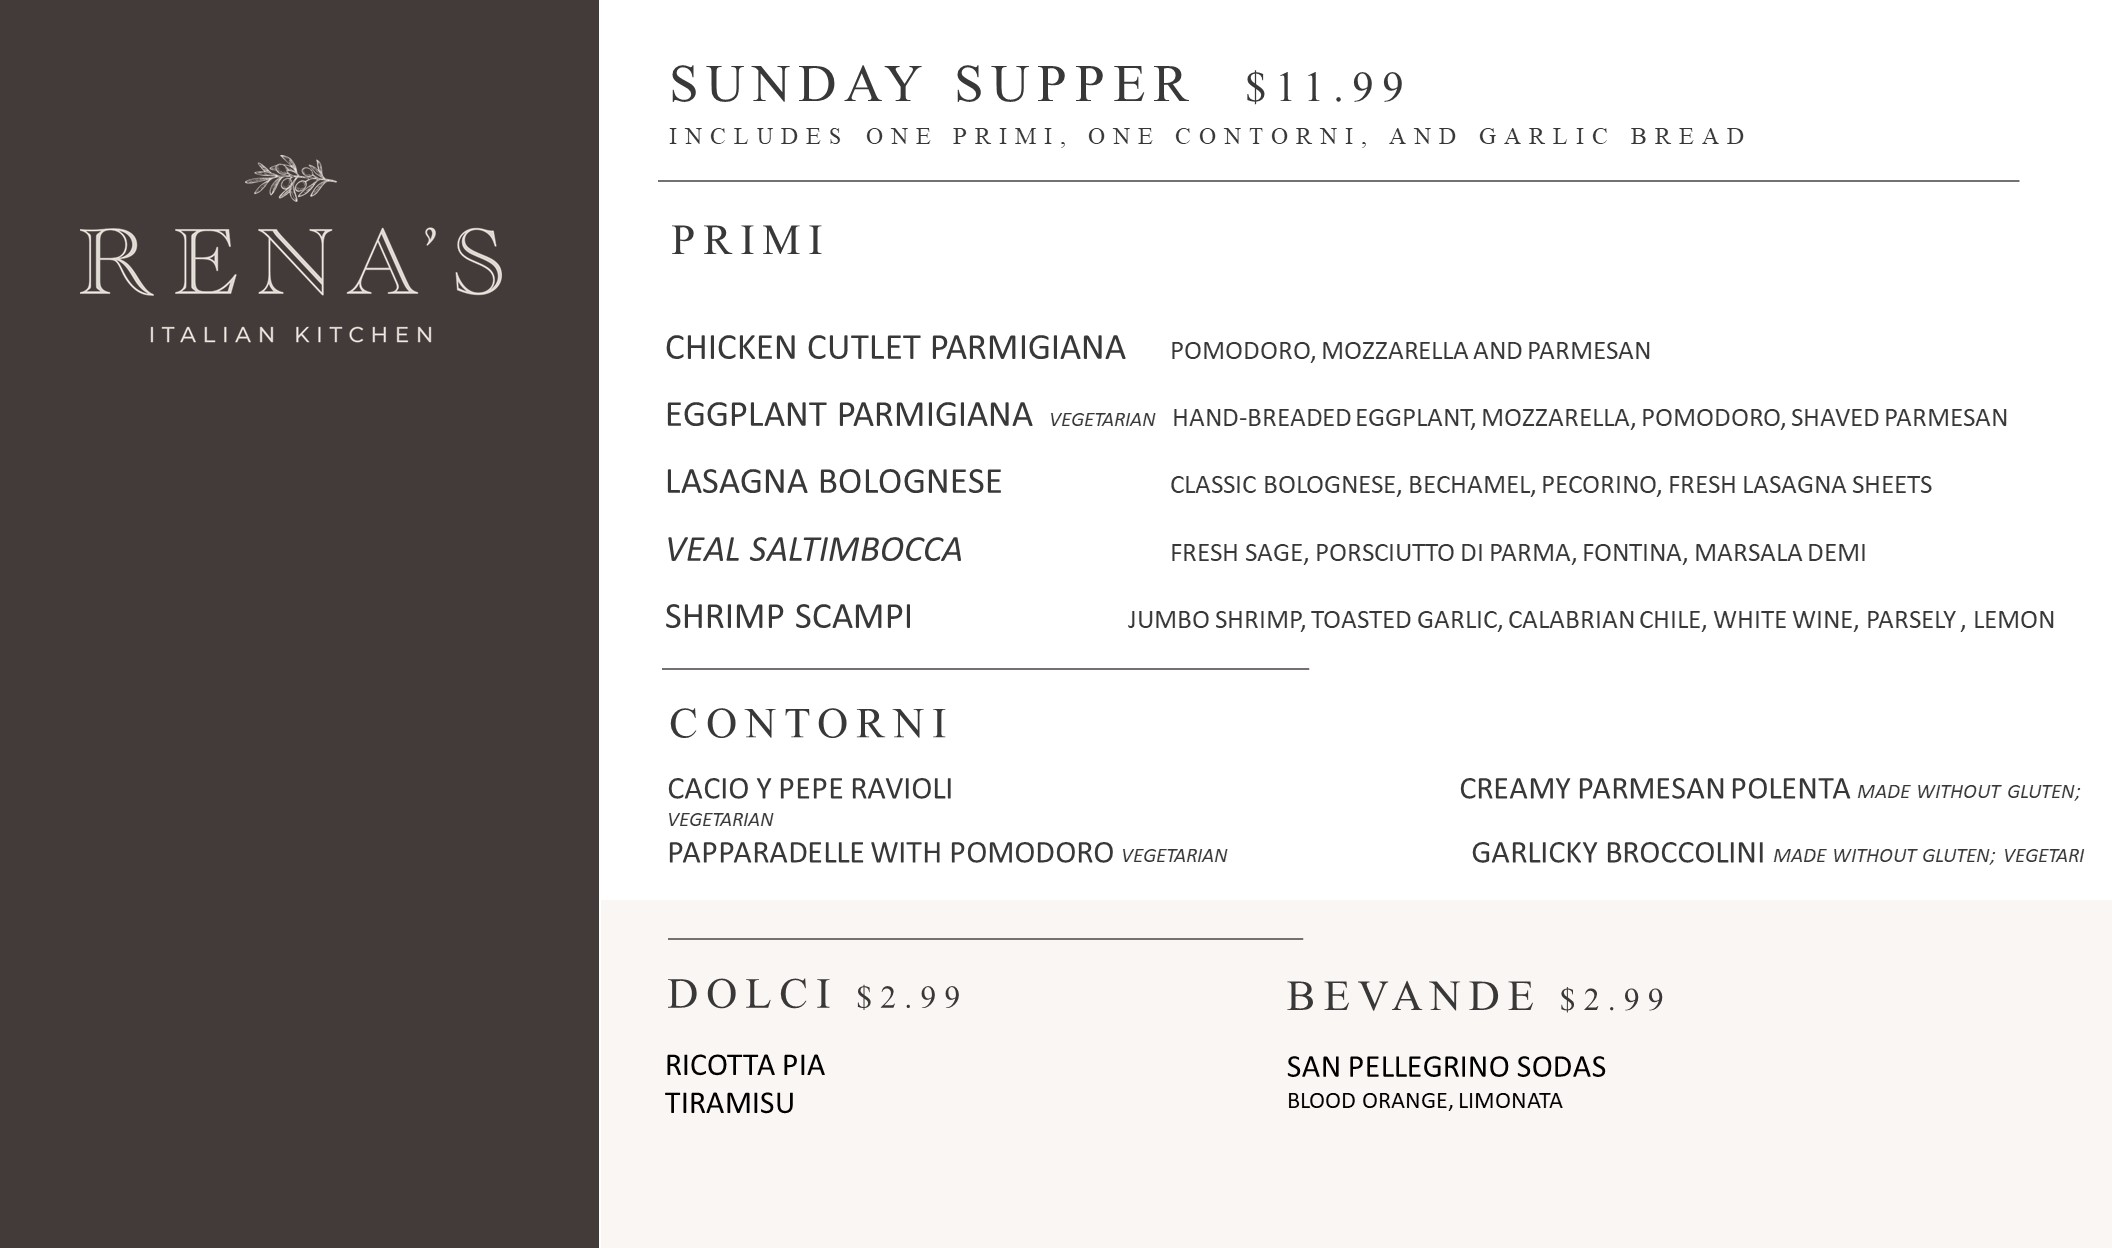 RENA'S
ITALIAN KITCHEN
SUNDAY SUPPER $11.99
INCLUDES ONE PRIMI, ONE CONTORNI, AND GARLIC BREAD
PRIMI
CHICKEN CUTLET PARMIGIANA POMODORO, MOZZARELLA AND PARMESAN
EGGPLANT PARMIGIANA VEGETARIAN HAND-BREADED EGGPLANT, MOZZARELLA, POMODORO, SHAVED PARMESAN
LASAGNA BOLOGNESE CLASSIC BOLOGNESE, BECHAMEL, PECORINO, FRESH LASAGNA SHEETS
VEAL SALTIMBOCCA FRESH SAGE, PORSCIUTTO DI PARMA, FONTINA, MARSALA DEMI
SHRIMP SCAMPI JUMBO SHRIMP, TOASTED GARLIC, CALABRIAN CHILE, WHITE WINE, PARSELY , LEMON
CONTORNI
CACIO Y PEPE RAVIOLI CREAMY PARMESAN POLENTA MADE WITHOUT GLUTEN;
VEGETARIAN
PAPPARADELLE WITH POMODORO VEGETARIAN GARLICKY BROCCOLINI MADE WITHOUT GLUTEN; VEGETARI
DOLCI $2.99
RICOTTA PIA
TIRAMISU
BEVANDE $2.99
SAN PELLEGRINO SODAS
BLOOD ORANGE, LIMONATA